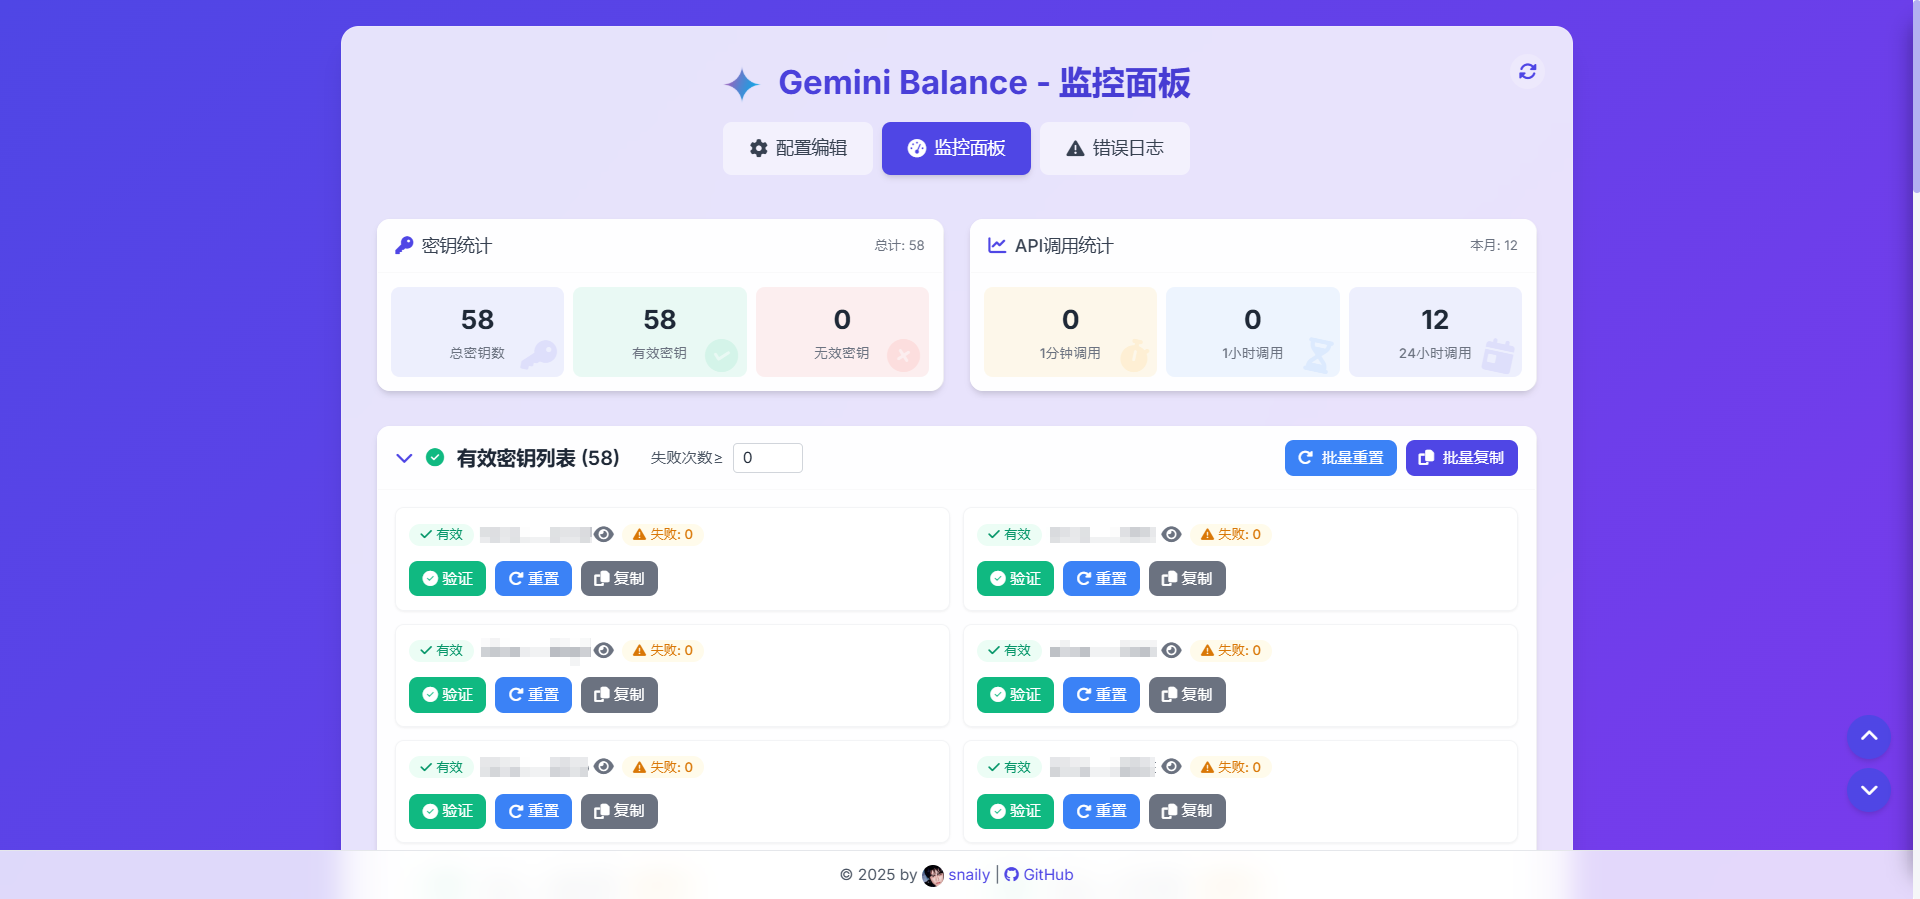 Gemini Balance - 监控面板
配置编辑 监控面板 错误日志
密钥统计 总计: 58
58 58 0
总密钥数 有效密钥 无效密钥
API调用统计 本月: 12
0 0 12
1分钟调用 1小时调用 24小时调用
有效密钥列表 (58) 失败次数≥ 0 批量重置 批量复制
有效 失败: 0
验证 重置 复制
有效 失败: 0
验证 重置 复制
有效 失败: 0
验证 重置 复制
有效 失败: 0
验证 重置 复制
有效 失败: 0
验证 重置 复制
有效 失败: 0
验证 重置 复制
© 2025 by snaily | GitHub